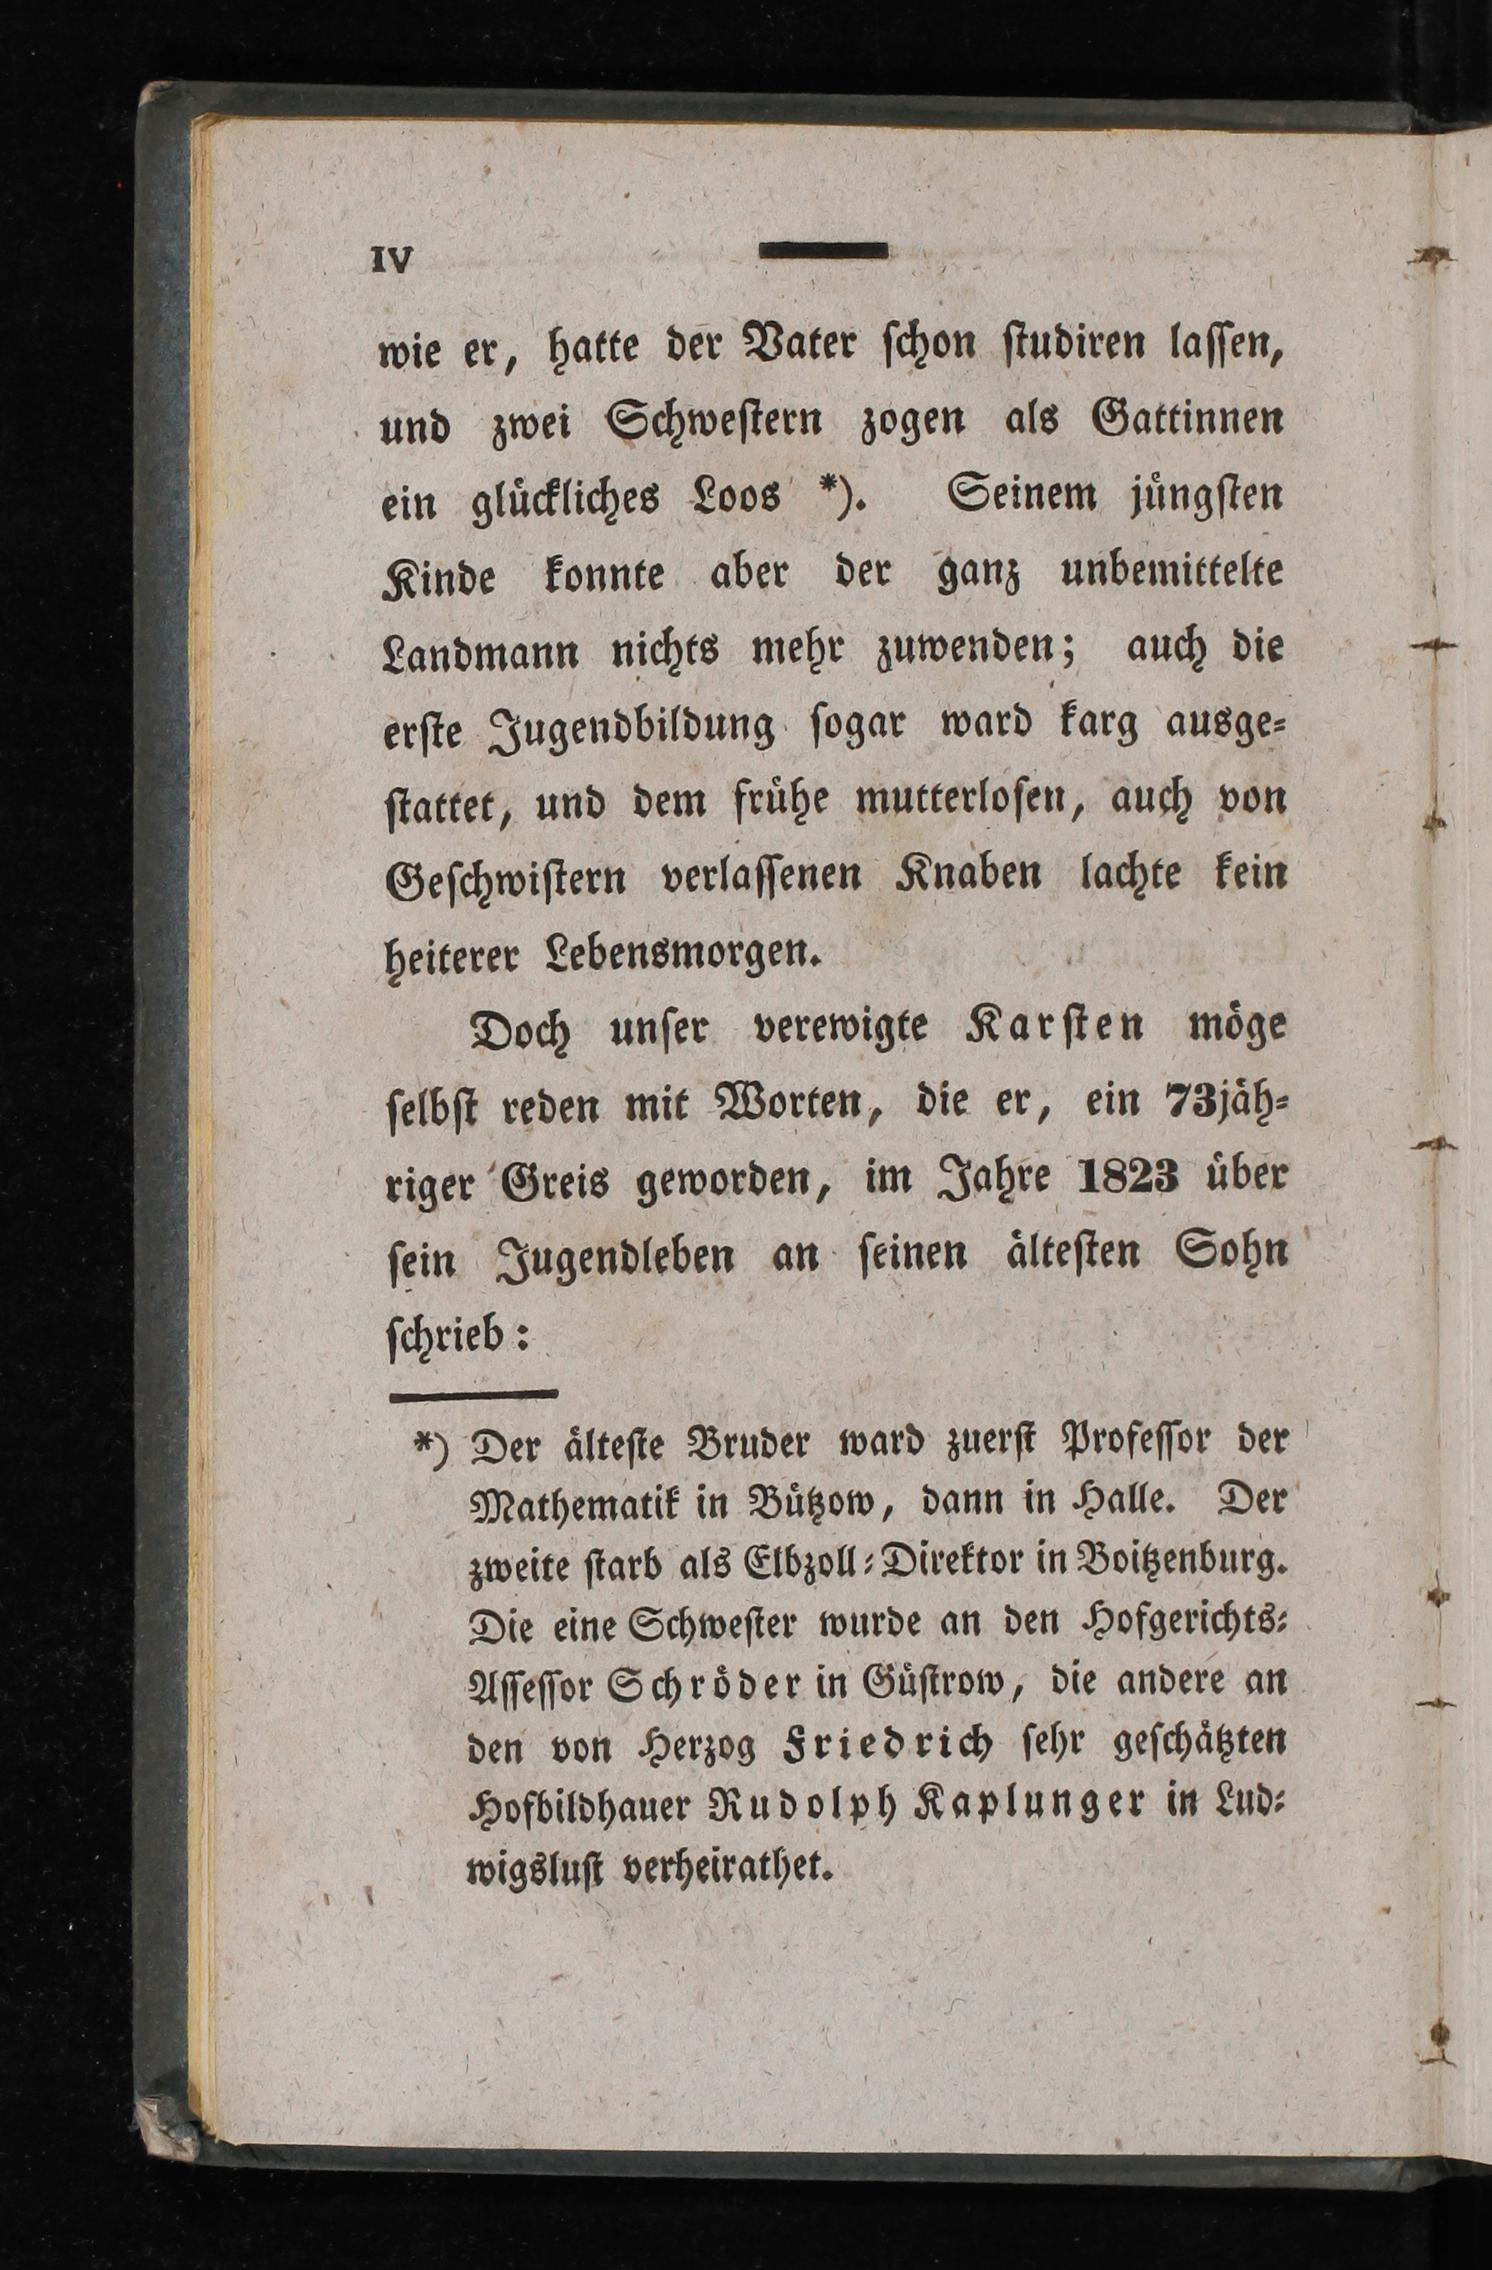 IV
wie er, hatte der Vater ſchon ſtudiren laſſen,
und zwei Schweſtern zogen als Gattinnen
ein glückliches Loos *). Seinem jüngſten
Kinde konnte aber der ganz unbemittelte
Landmann nichts mehr zuwenden; auch die
erſte Jugendbildung ſogar ward karg ausge⸗
ſtattet, und dem frühe mutterloſen, auch von
Geſchwiſtern verlaſſenen Knaben lachte kein
heiterer Lebensmorgen.
Doch unſer verewigte Karſten möge
ſelbſt reden mit Worten, die er, ein 73jäh⸗
riger Greis geworden, im Jahre 1823 über
ſein Jugendleben an ſeinen älteſten Sohn
ſchrieb:
*) Der älteſte Bruder ward zuerſt Profeſſor der
Mathematik in Bützow, dann in Halle. Der
zweite ſtarb als Elbzoll⸗Direktor in Boitzenburg.
Die eine Schweſter wurde an den Hofgerichts⸗
Aſſeſſor Schröder in Güſtrow, die andere an
den von Herzog Friedrich ſehr geſchätzten
Hofbildhauer Rudolph Kaplunger in Lud⸗
wigsluſt verheirathet.